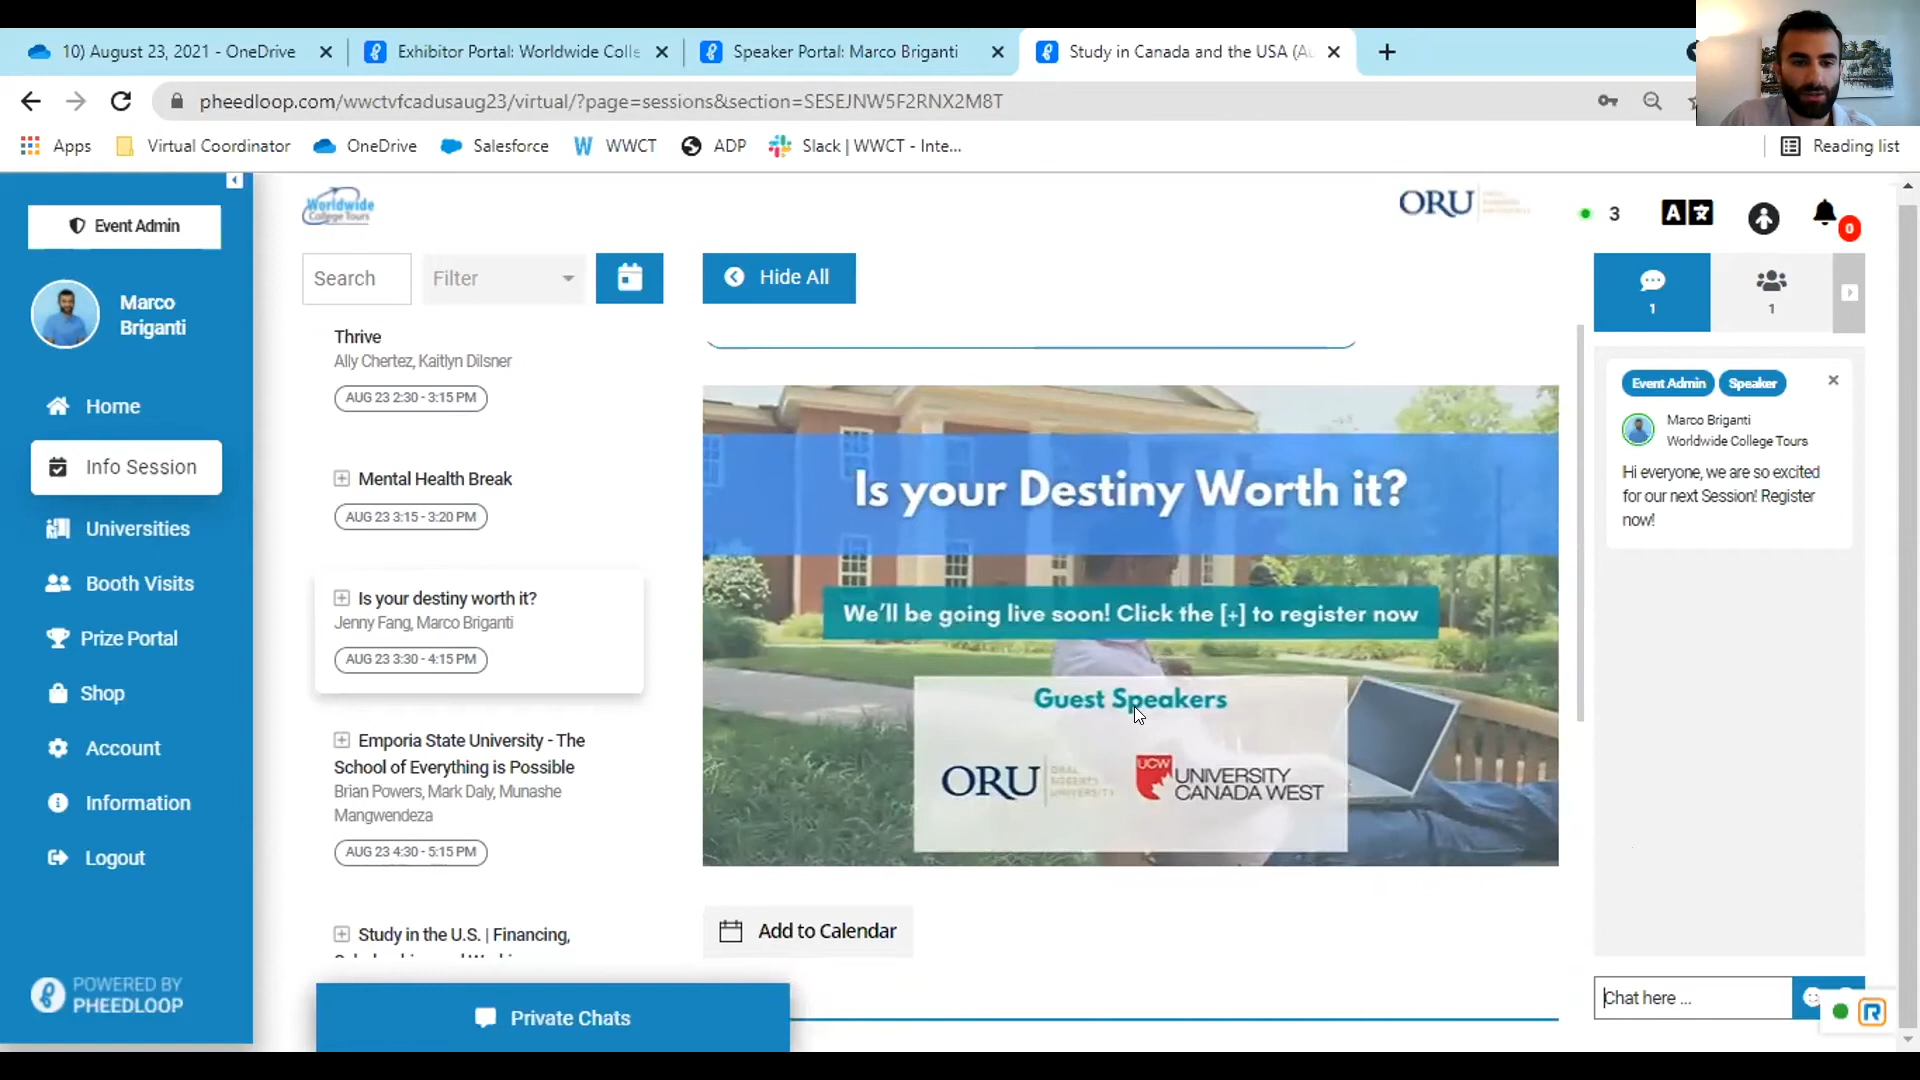 10) August 23, 2021 - OneDrive
Exhibitor Portal: Worldwide Colle
Speaker Portal: Marco Briganti
Study in Canada and the USA (Au
pheedloop.com/wwctvfcadusaug23/virtual/?page=sessions&section=SESEJNW5F2RNX2M8T
Apps
Virtual Coordinator
OneDrive
Salesforce
WWCT
ADP
Slack | WWCT - Inte...
Reading list
Event Admin
Marco
Briganti
Home
Info Session
Universities
Booth Visits
Prize Portal
Shop
Account
Information
Logout
POWERED BY
PHEEDLOOP
Worldwide
College Tours
ORU
3
0
Search
Filter
Hide All
Thrive
Ally Chertez, Kaitlyn Dilsner
AUG 23 2:30 - 3:15 PM
Mental Health Break
AUG 23 3:15 - 3:20 PM
Is your destiny worth it?
Jenny Fang, Marco Briganti
AUG 23 3:30 - 4:15 PM
Emporia State University - The
School of Everything is Possible
Brian Powers, Mark Daly, Munashe
Mangwendeza
AUG 23 4:30 - 5:15 PM
Study in the U.S. | Financing,
Private Chats
Is your Destiny Worth it?
We'll be going live soon! Click the [+] to register now
Guest Speakers
ORU
ORAL
ROBERTS
UNIVERSITY
UCW
UNIVERSITY
CANADA WEST
Add to Calendar
1
1
Event Admin
Speaker
Marco Briganti
Worldwide College Tours
Hi everyone, we are so excited
for our next Session! Register
now!
Chat here ...